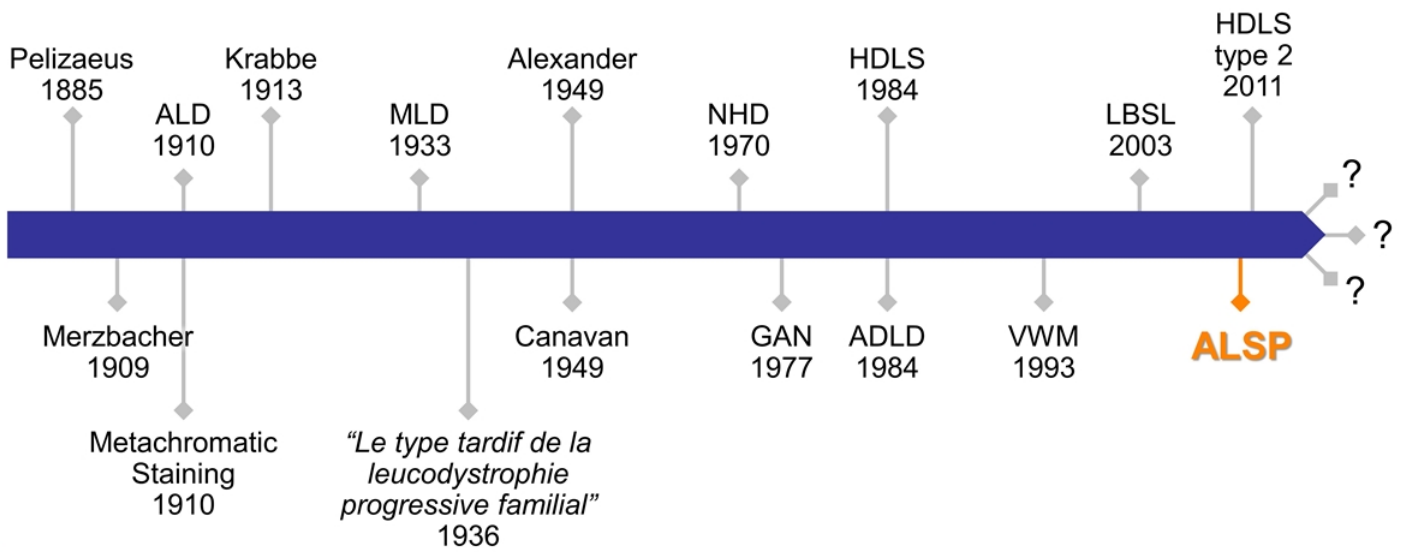 Pelizaeus
1885
ALD
1910
Krabbe
1913
MLD
1933
Alexander
1949
NHD
1970
HDLS
1984
LBSL
2003
HDLS
type 2
2011
?
?
?
Merzbacher
1909
Metachromatic
Staining
1910
“Le type tardif de la
leucodystrophie
progressive familial”
1936
Canavan
1949
GAN
1977
ADLD
1984
VWM
1993
ALSP